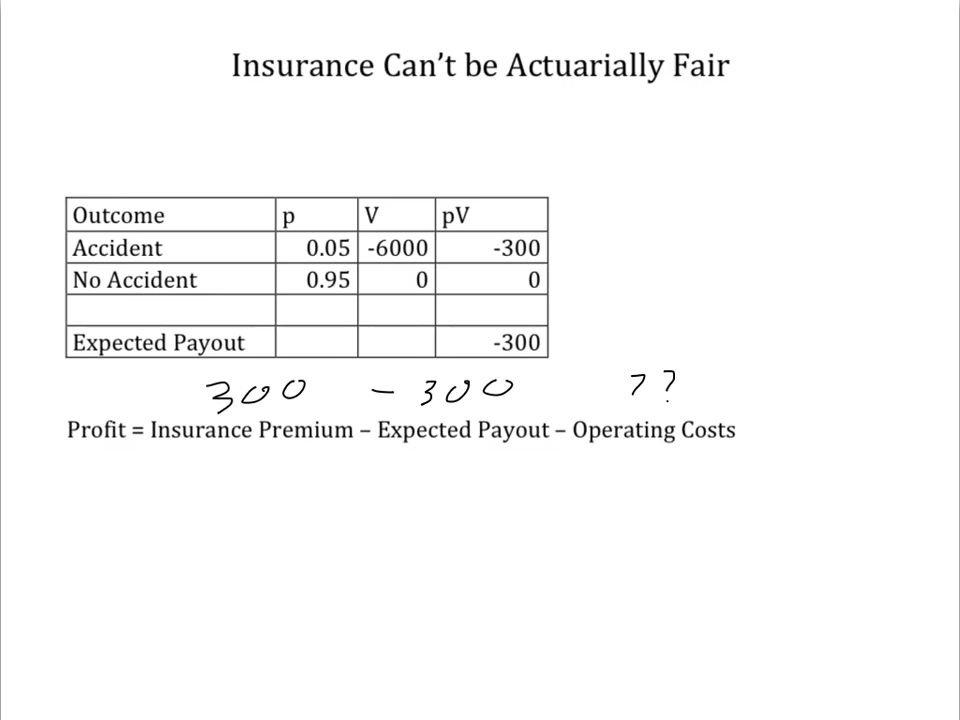 Insurance Can't be Actuarially Fair
Outcome p V pV
Accident 0.05 -6000 -300
No Accident 0.95 0 0
Expected Payout -300
300 – 300 ??
Profit = Insurance Premium – Expected Payout – Operating Costs